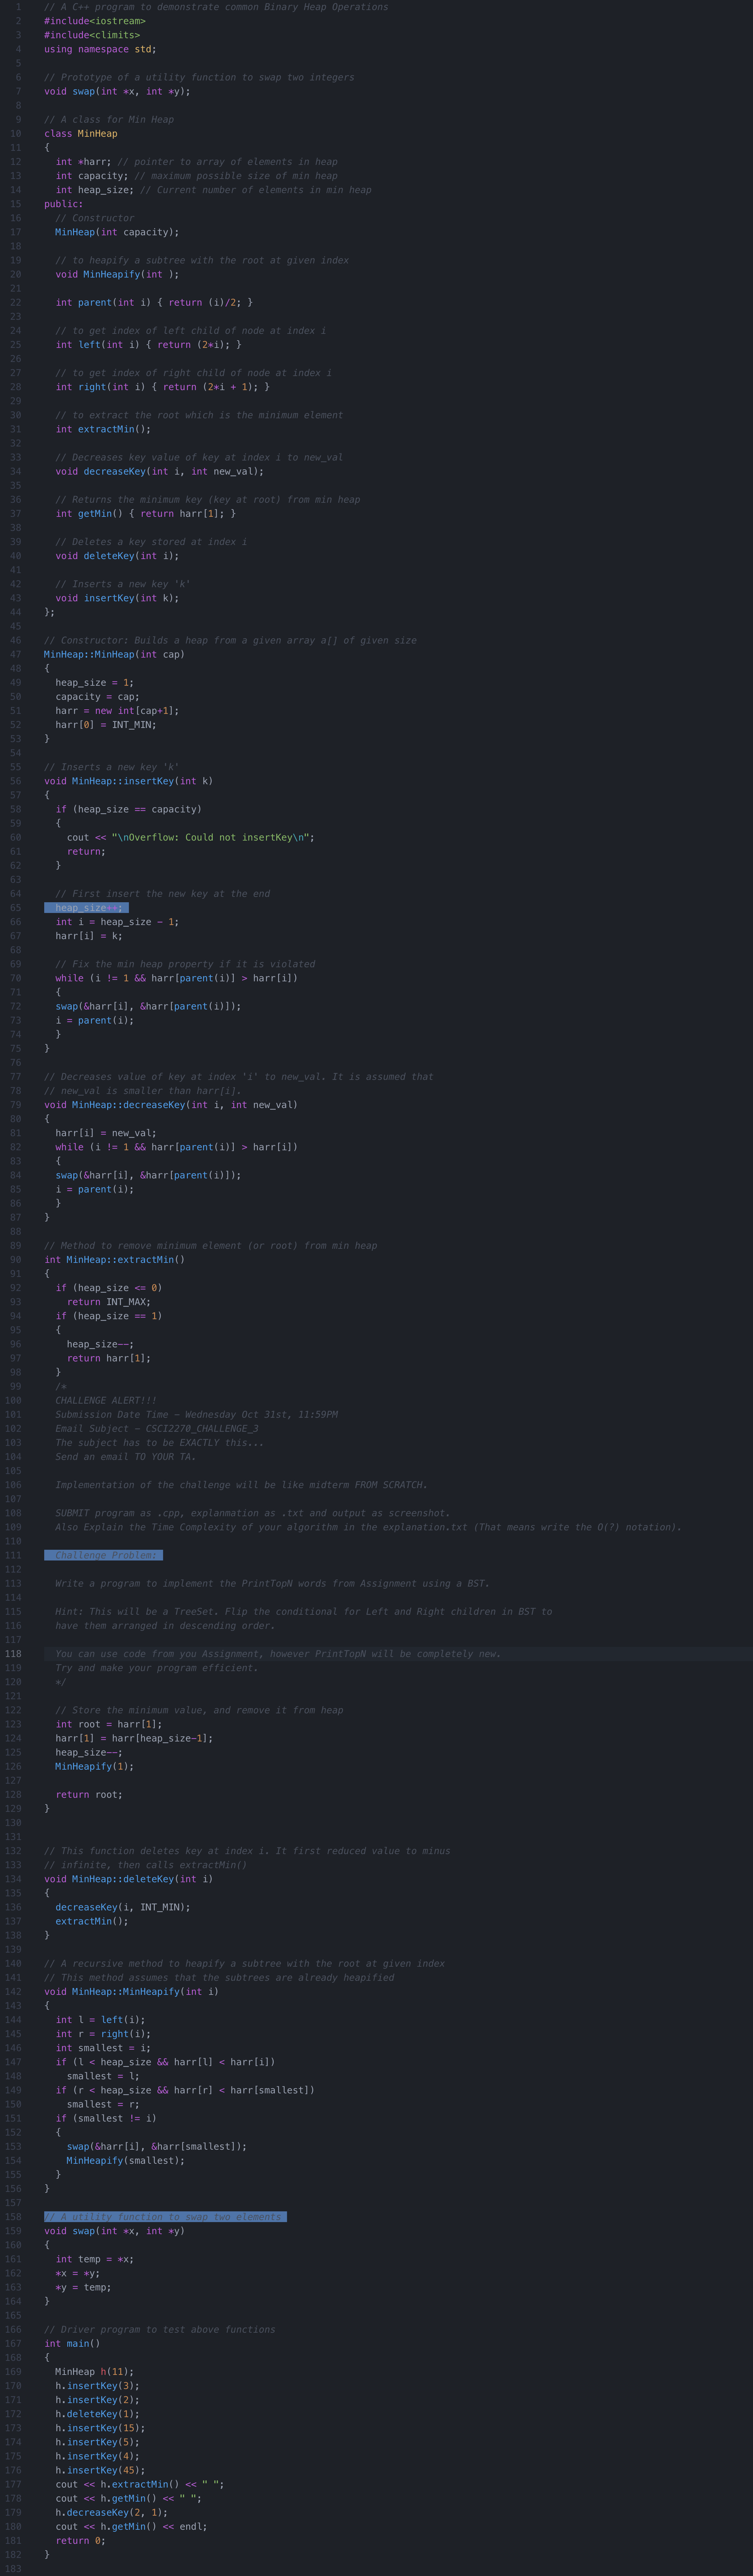 1 // A C++ program to demonstrate common Binary Heap Operations
2 #include<iostream>
3 #include<climits>
4 using namespace std;
5
6 // Prototype of a utility function to swap two integers
7 void swap(int *x, int *y);
8
9 // A class for Min Heap
10 class MinHeap
11 {
12   int *harr; // pointer to array of elements in heap
13   int capacity; // maximum possible size of min heap
14   int heap_size; // Current number of elements in min heap
15 public:
16   // Constructor
17   MinHeap(int capacity);
18
19   // to heapify a subtree with the root at given index
20   void MinHeapify(int );
21
22   int parent(int i) { return (i)/2; }
23
24   // to get index of left child of node at index i
25   int left(int i) { return (2*i); }
26
27   // to get index of right child of node at index i
28   int right(int i) { return (2*i + 1); }
29
30   // to extract the root which is the minimum element
31   int extractMin();
32
33   // Decreases key value of key at index i to new_val
34   void decreaseKey(int i, int new_val);
35
36   // Returns the minimum key (key at root) from min heap
37   int getMin() { return harr[1]; }
38
39   // Deletes a key stored at index i
40   void deleteKey(int i);
41
42   // Inserts a new key 'k'
43   void insertKey(int k);
44 };
45
46 // Constructor: Builds a heap from a given array a[] of given size
47 MinHeap::MinHeap(int cap)
48 {
49   heap_size = 1;
50   capacity = cap;
51   harr = new int[cap+1];
52   harr[0] = INT_MIN;
53 }
54
55 // Inserts a new key 'k'
56 void MinHeap::insertKey(int k)
57 {
58   if (heap_size == capacity)
59   {
60     cout << "\nOverflow: Could not insertKey\n";
61     return;
62   }
63
64   // First insert the new key at the end
65   heap_size++;
66   int i = heap_size - 1;
67   harr[i] = k;
68
69   // Fix the min heap property if it is violated
70   while (i != 1 && harr[parent(i)] > harr[i])
71   {
72   swap(&harr[i], &harr[parent(i)]);
73   i = parent(i);
74   }
75 }
76
77 // Decreases value of key at index 'i' to new_val. It is assumed that
78 // new_val is smaller than harr[i].
79 void MinHeap::decreaseKey(int i, int new_val)
80 {
81   harr[i] = new_val;
82   while (i != 1 && harr[parent(i)] > harr[i])
83   {
84   swap(&harr[i], &harr[parent(i)]);
85   i = parent(i);
86   }
87 }
88
89 // Method to remove minimum element (or root) from min heap
90 int MinHeap::extractMin()
91 {
92   if (heap_size <= 0)
93     return INT_MAX;
94   if (heap_size == 1)
95   {
96     heap_size--;
97     return harr[1];
98   }
99   /*
100   CHALLENGE ALERT!!!
101   Submission Date Time - Wednesday Oct 31st, 11:59PM
102   Email Subject - CSCI2270_CHALLENGE_3
103   The subject has to be EXACTLY this...
104   Send an email TO YOUR TA.
105
106   Implementation of the challenge will be like midterm FROM SCRATCH.
107
108   SUBMIT program as .cpp, explanmation as .txt and output as screenshot.
109   Also Explain the Time Complexity of your algorithm in the explanation.txt (That means write the O(?) notation).
110
111   Challenge Problem:
112
113   Write a program to implement the PrintTopN words from Assignment using a BST.
114
115   Hint: This will be a TreeSet. Flip the conditional for Left and Right children in BST to
116   have them arranged in descending order.
117
118   You can use code from you Assignment, however PrintTopN will be completely new.
119   Try and make your program efficient.
120   */
121
122   // Store the minimum value, and remove it from heap
123   int root = harr[1];
124   harr[1] = harr[heap_size-1];
125   heap_size--;
126   MinHeapify(1);
127
128   return root;
129 }
130
131
132 // This function deletes key at index i. It first reduced value to minus
133 // infinite, then calls extractMin()
134 void MinHeap::deleteKey(int i)
135 {
136   decreaseKey(i, INT_MIN);
137   extractMin();
138 }
139
140 // A recursive method to heapify a subtree with the root at given index
141 // This method assumes that the subtrees are already heapified
142 void MinHeap::MinHeapify(int i)
143 {
144   int l = left(i);
145   int r = right(i);
146   int smallest = i;
147   if (l < heap_size && harr[l] < harr[i])
148     smallest = l;
149   if (r < heap_size && harr[r] < harr[smallest])
150     smallest = r;
151   if (smallest != i)
152   {
153     swap(&harr[i], &harr[smallest]);
154     MinHeapify(smallest);
155   }
156 }
157
158 // A utility function to swap two elements
159 void swap(int *x, int *y)
160 {
161   int temp = *x;
162   *x = *y;
163   *y = temp;
164 }
165
166 // Driver program to test above functions
167 int main()
168 {
169   MinHeap h(11);
170   h.insertKey(3);
171   h.insertKey(2);
172   h.deleteKey(1);
173   h.insertKey(15);
174   h.insertKey(5);
175   h.insertKey(4);
176   h.insertKey(45);
177   cout << h.extractMin() << " ";
178   cout << h.getMin() << " ";
179   h.decreaseKey(2, 1);
180   cout << h.getMin() << endl;
181   return 0;
182 }
183